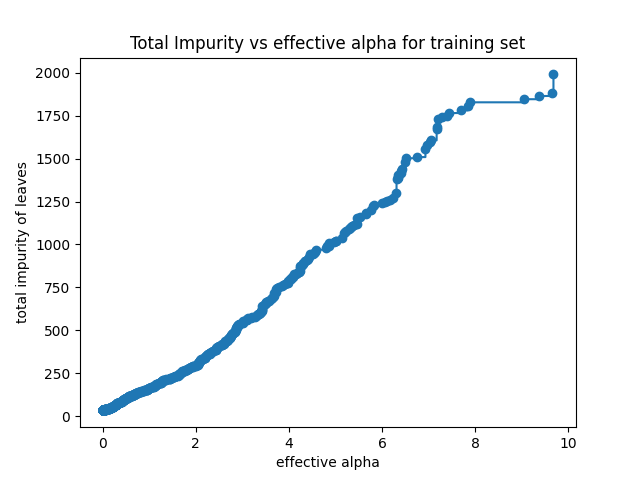 Total Impurity vs effective alpha for training set
total impurity of leaves
2000
1750
1500
1250
1000
750
500
250
0
0 2 4 6 8 10
effective alpha